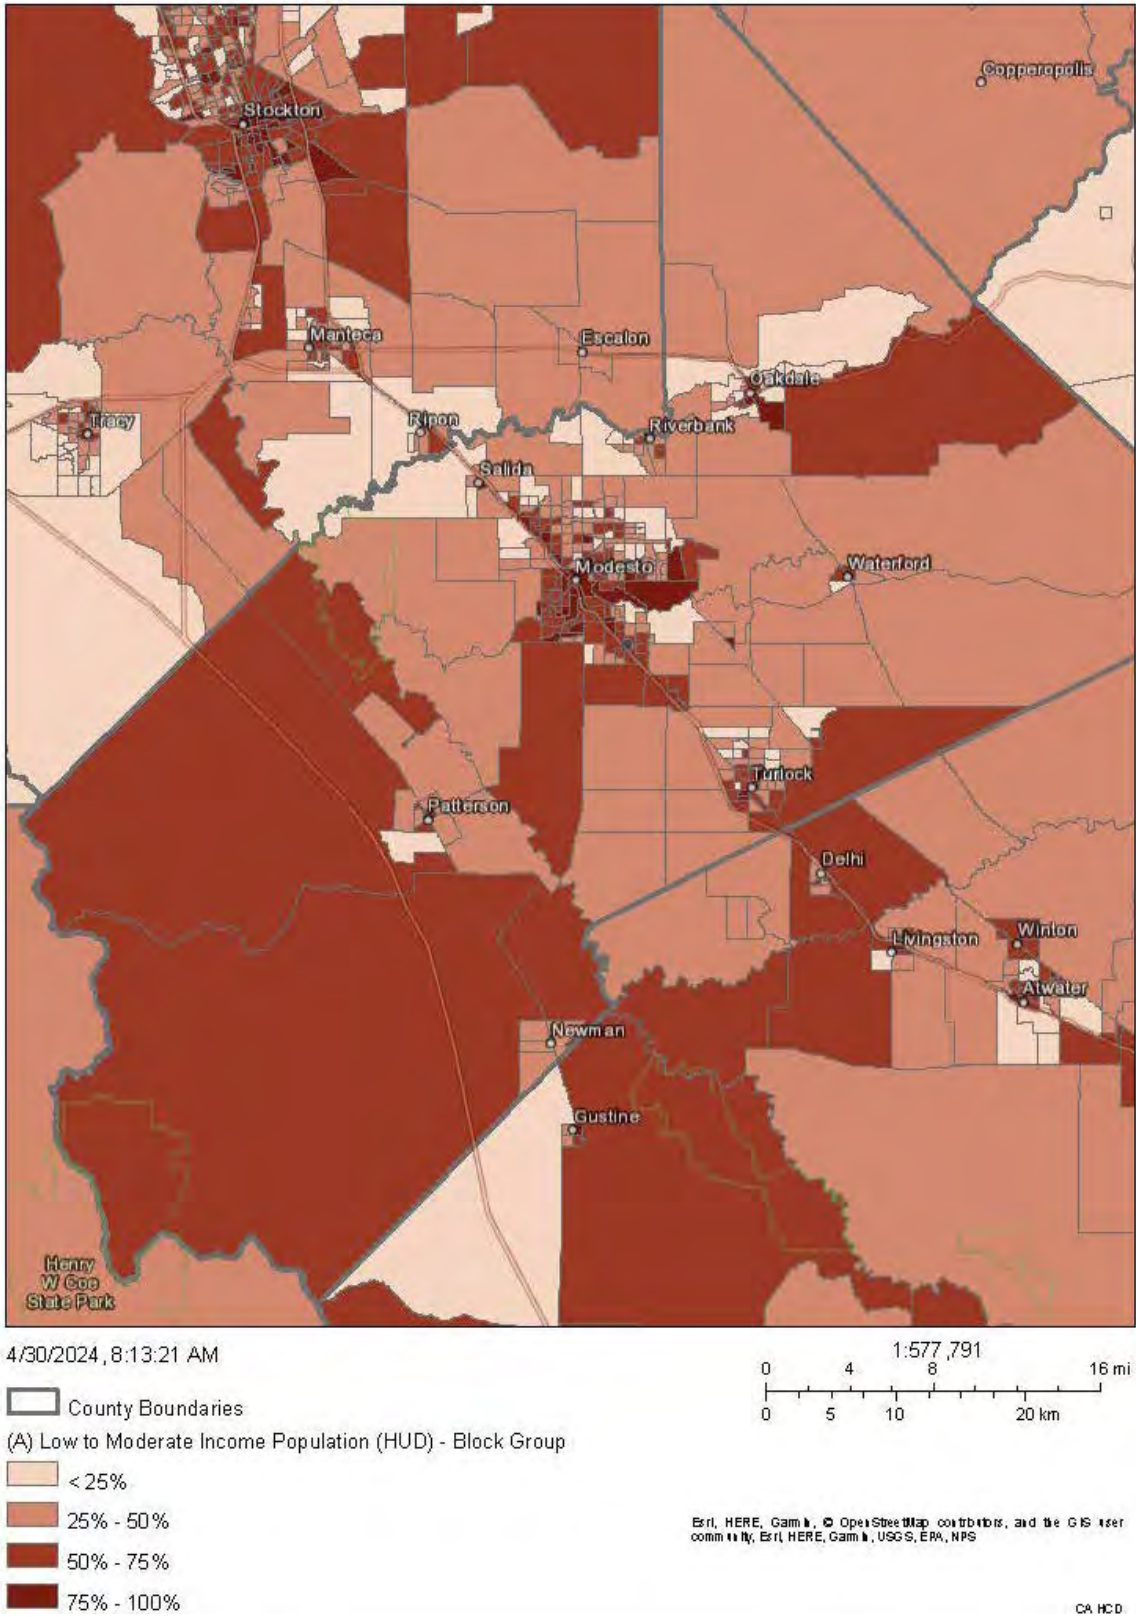 Copperopolis
Stockton
Manteca
Escalon
Oakdale
Tracy
Ripon
Riverbank
Salida
Modesto
Waterford
Turlock
Patterson
Delhi
Livingston
Winton
Atwater
Newman
Gustine
Henry
W Coe
State Park
4/30/2024, 8:13:21 AM
1:577,791
0 4 8 16 mi
0 5 10 20 km
County Boundaries
(A) Low to Moderate Income Population (HUD) - Block Group
< 25%
25% - 50%
50% - 75%
75% - 100%
Esri, HERE, Garmin, © OpenStreetMap contributors, and the GIS user
community, Esri, HERE, Garmin, USGS, EPA, NPS
CA HCD